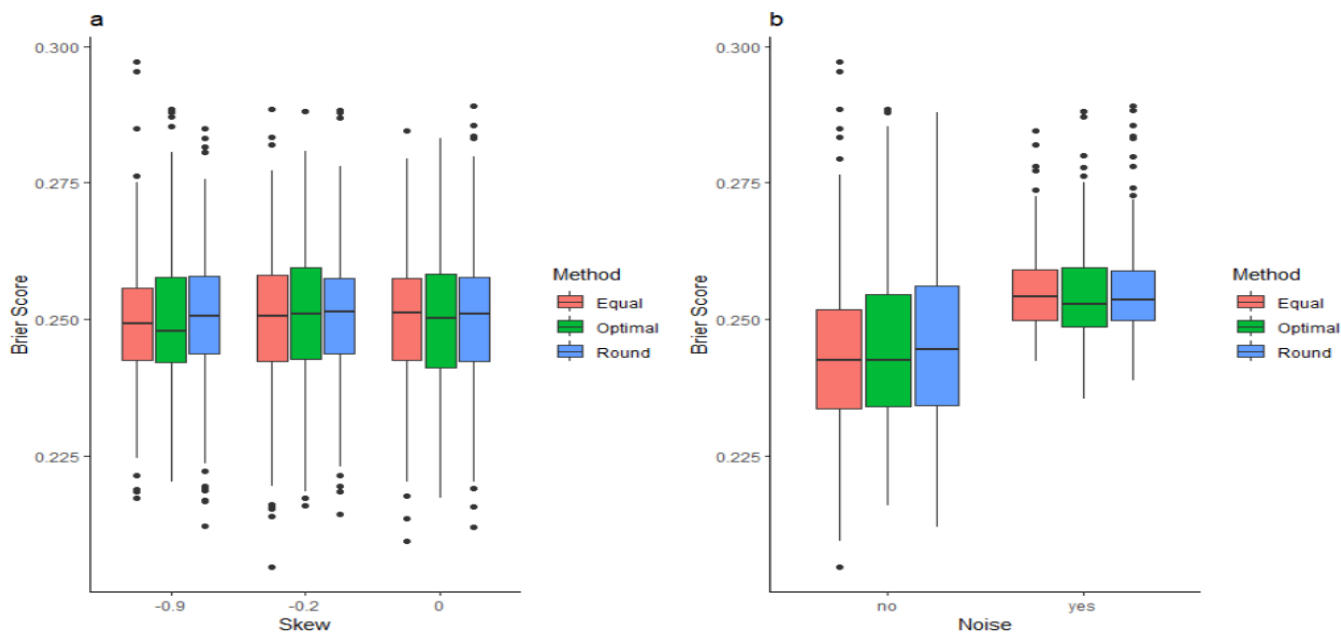 a
0.300
0.275
0.250
0.225
Brier Score
-0.9
-0.2
0
Skew
Method
Equal
Optimal
Round
b
0.300
0.275
0.250
0.225
Brier Score
no
yes
Noise
Method
Equal
Optimal
Round